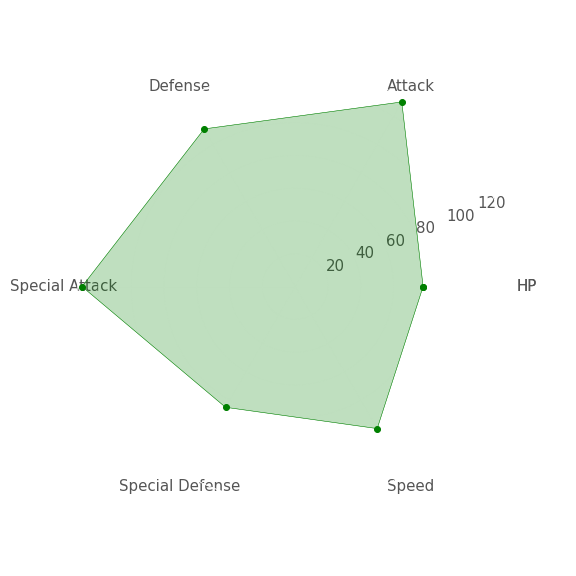 Defense
Attack
120
100
80
60
40
20
Special Attack
HP
Special Defense
Speed